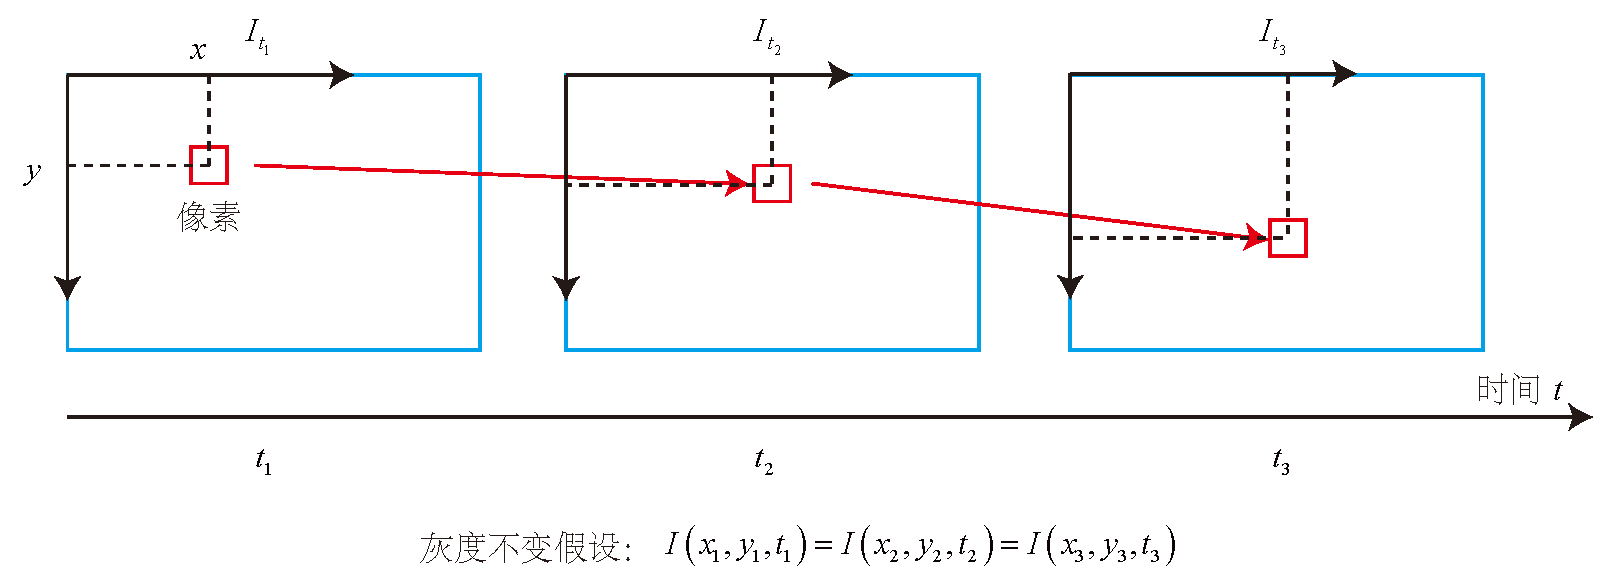 x I_{t_1} I_{t_2} I_{t_3}
y
像素
时间 t
t_1 t_2 t_3
灰度不变假设: I(x_1, y_1, t_1) = I(x_2, y_2, t_2) = I(x_3, y_3, t_3)